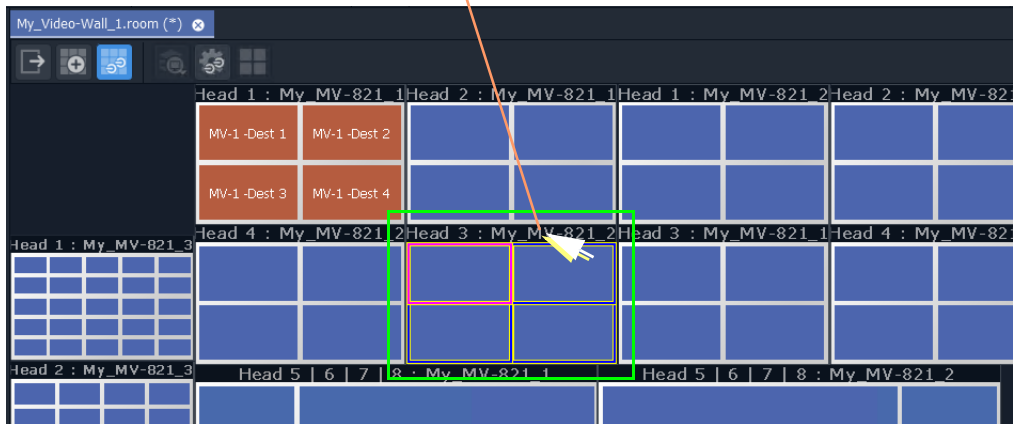 My_Video-Wall_1.room (*)
Head 1 : My_MV-821_1 Head 2 : My_MV-821_1 Head 1 : My_MV-821_2 Head 2 : My_MV-82
MV-1 -Dest 1 MV-1 -Dest 2
MV-1 -Dest 3 MV-1 -Dest 4
Head 4 : My_MV-821_2 Head 3 : My_MV-821_2 Head 3 : My_MV-821_1 Head 4 : My_MV-82
Head 1 : My_MV-821_3
Head 2 : My_MV-821_3
Head 5 | 6 | 7 | 8 : My_MV-821_1 Head 5 | 6 | 7 | 8 : My_MV-821_2